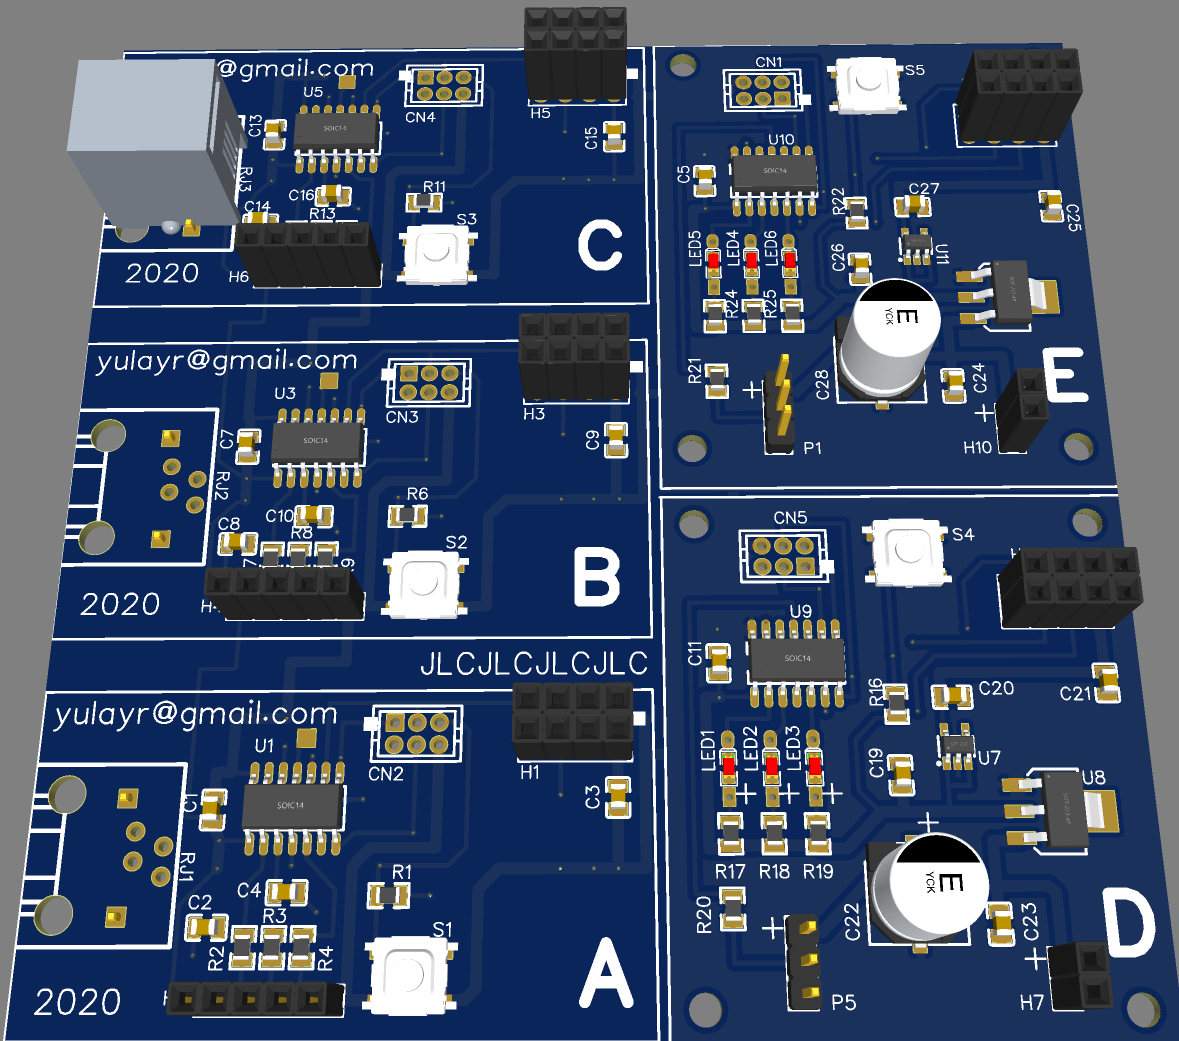 @gmail.com
U5
CN4
H5
C13
SOIC14
C15
RJ3
C16
R11
C14
R13
S3
C
2020
H6
yulayr@gmail.com
U3
CN3
H3
C7
SOIC14
C9
RJ2
C10
R6
C8
R8
S2
B
2020
JLCJLCJLCJLC
yulayr@gmail.com
U1
CN2
H1
C1
SOIC14
C3
RJ1
C4
R1
C2
R3
S1
R2
R4
A
2020
CN1
S5
U10
C5
SOIC14
R22
C27
C25
LED5
LED4
LED6
C26
U11
R24
R25
E
YCK
R21
C28
C24
E
+
+
P1
H10
CN5
S4
U9
C11
SOIC14
R16
C20
C21
LED1
LED2
LED3
C19
U7
U8
+
+
+
R17
R18
R19
E
YCK
R20
C22
C23
D
+
+
P5
H7